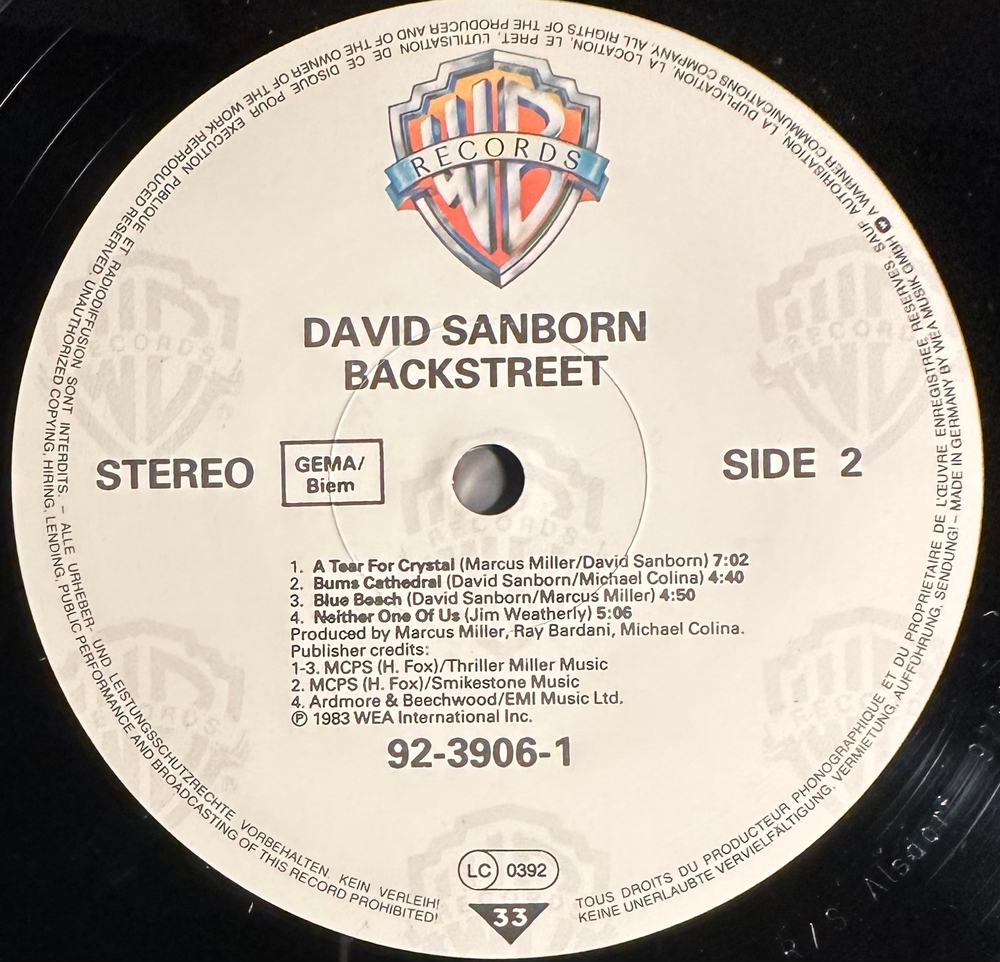 RECORDS
DAVID SANBORN
BACKSTREET
STEREO
GEMA/
Biem
SIDE 2
1. A Tear For Crystal (Marcus Miller/David Sanborn) 7:02
2. Bums Cathedral (David Sanborn/Michael Colina) 4:40
3. Blue Beach (David Sanborn/Marcus Miller) 4:50
4. Neither One Of Us (Jim Weatherly) 5:06
Produced by Marcus Miller, Ray Bardani, Michael Colina.
Publisher credits:
1-3. MCPS (H. Fox)/Thriller Miller Music
2. MCPS (H. Fox)/Smikestone Music
4. Ardmore & Beechwood/EMI Music Ltd.
℗ 1983 WEA International Inc.
92-3906-1
LC 0392
33
TOUS DROITS DU PRODUCTEUR PHONOGRAPHIQUE ET DU PROPRIETAIRE DE L'ŒUVRE ENREGISTREE RESERVES. SAUF AUTORISATION, LA DUPLICATION, LA LOCATION, LE PRET, L'UTILISATION DE CE DISQUE POUR EXECUTION PUBLIQUE ET RADIODIFFUSION SONT INTERDITS. – ALLE URHEBER- UND LEISTUNGSSCHUTZRECHTE VORBEHALTEN. KEIN VERLEIH!
KEINE UNERLAUBTE VERVIELFÄLTIGUNG, VERMIETUNG, AUFFÜHRUNG, SENDUNG! – MADE IN GERMANY BY WEA MUSIK GMBH A WARNER COMMUNICATIONS COMPANY. ALL RIGHTS OF THE PRODUCER AND OF THE OWNER OF THE WORK REPRODUCED RESERVED. UNAUTHORIZED COPYING, HIRING, LENDING, PUBLIC PERFORMANCE AND BROADCASTING OF THIS RECORD PROHIBITED!